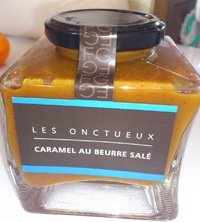 LES ONCTUEUX
CARAMEL AU BEURRE SALÉ